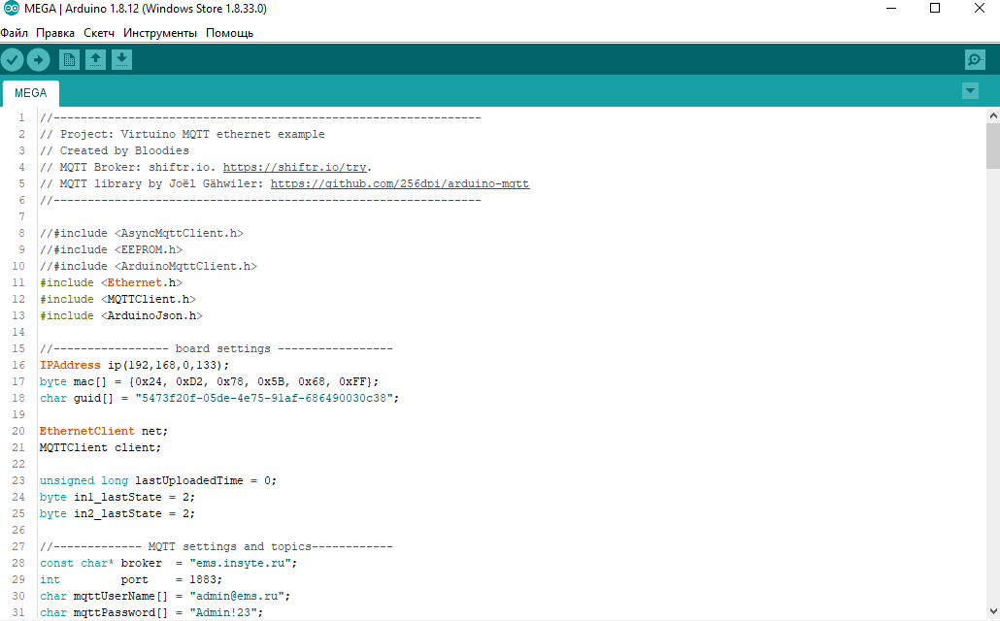 MEGA | Arduino 1.8.12 (Windows Store 1.8.33.0)
Файл Правка Скетч Инструменты Помощь
MEGA
1 //---------------------------------------------------------------
2 // Project: Virtuino MQTT ethernet example
3 // Created by Bloodies
4 // MQTT Broker: shiftr.io. https://shiftr.io/try.
5 // MQTT library by Joël Gähwiler: https://github.com/256dpi/arduino-mqtt
6 //---------------------------------------------------------------
7
8 //#include <AsyncMqttClient.h>
9 //#include <EEPROM.h>
10 //#include <ArduinoMqttClient.h>
11 #include <Ethernet.h>
12 #include <MQTTClient.h>
13 #include <ArduinoJson.h>
14
15 //----------------- board settings -----------------
16 IPAddress ip(192,168,0,133);
17 byte mac[] = {0x24, 0xD2, 0x78, 0x5B, 0x68, 0xFF};
18 char guid[] = "5473f20f-05de-4e75-91af-686490030c38";
19
20 EthernetClient net;
21 MQTTClient client;
22
23 unsigned long lastUploadedTime = 0;
24 byte in1_lastState = 2;
25 byte in2_lastState = 2;
26
27 //------------- MQTT settings and topics------------
28 const char* broker  = "ems.insyte.ru";
29 int         port    = 1883;
30 char mqttUserName[] = "admin@ems.ru";
31 char mqttPassword[] = "Admin!23";